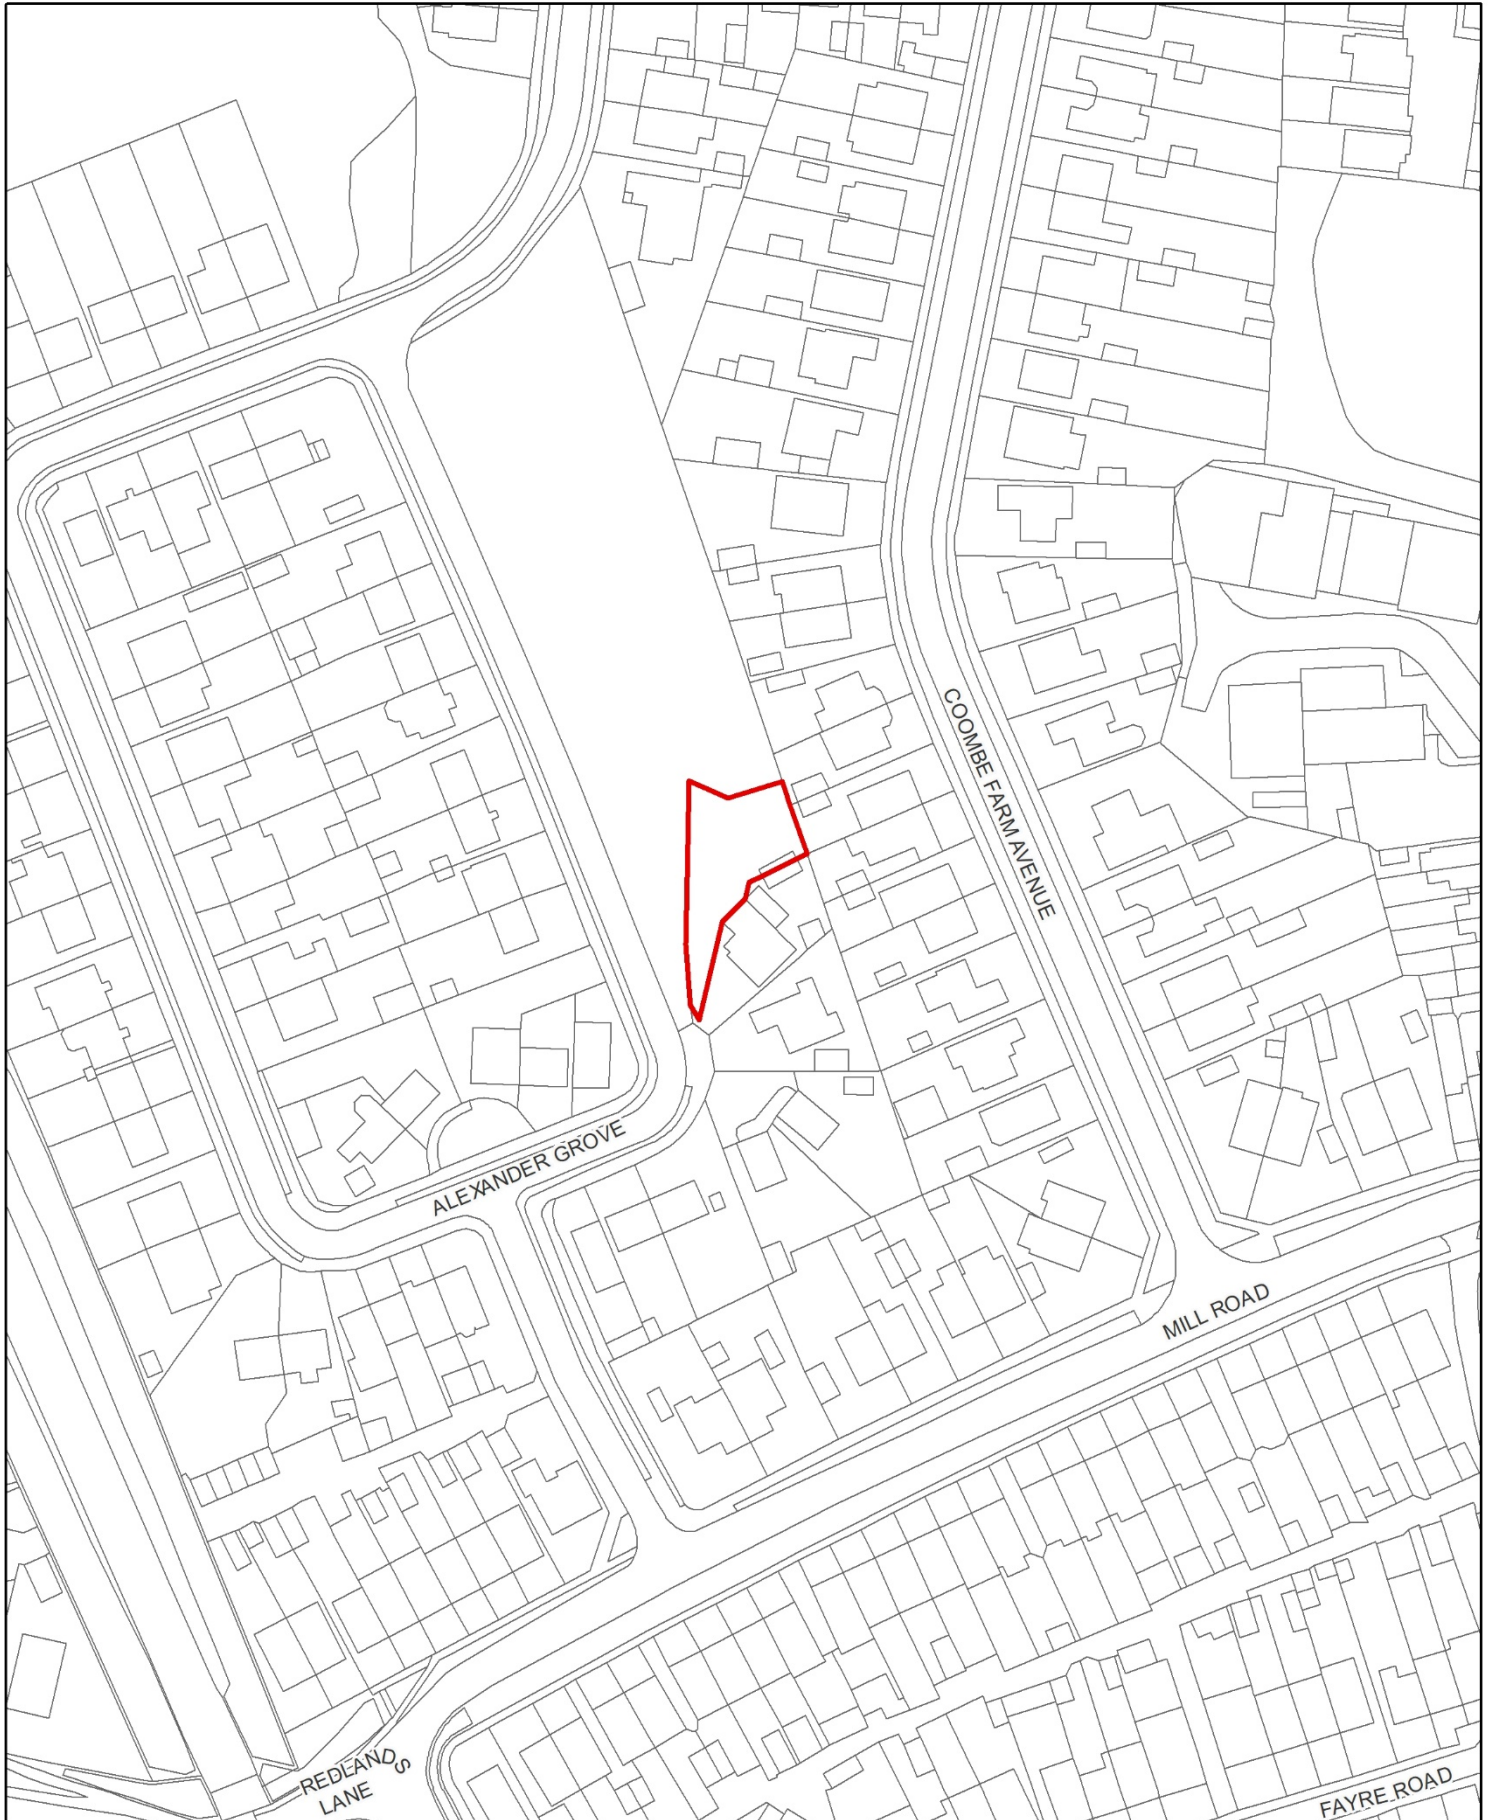 COOMBE FARM AVENUE
ALEXANDER GROVE
MILL ROAD
REDLANDS
LANE
FAYRE ROAD